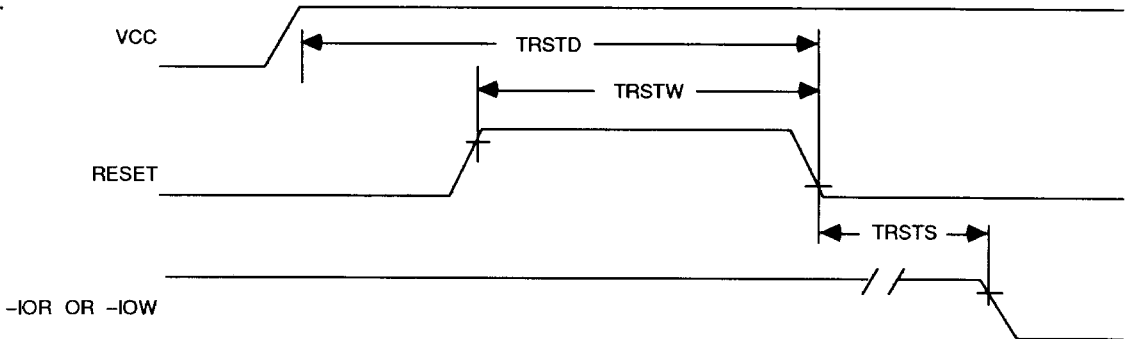 VCC
TRSTD
TRSTW
RESET
TRSTS
–IOR OR –IOW